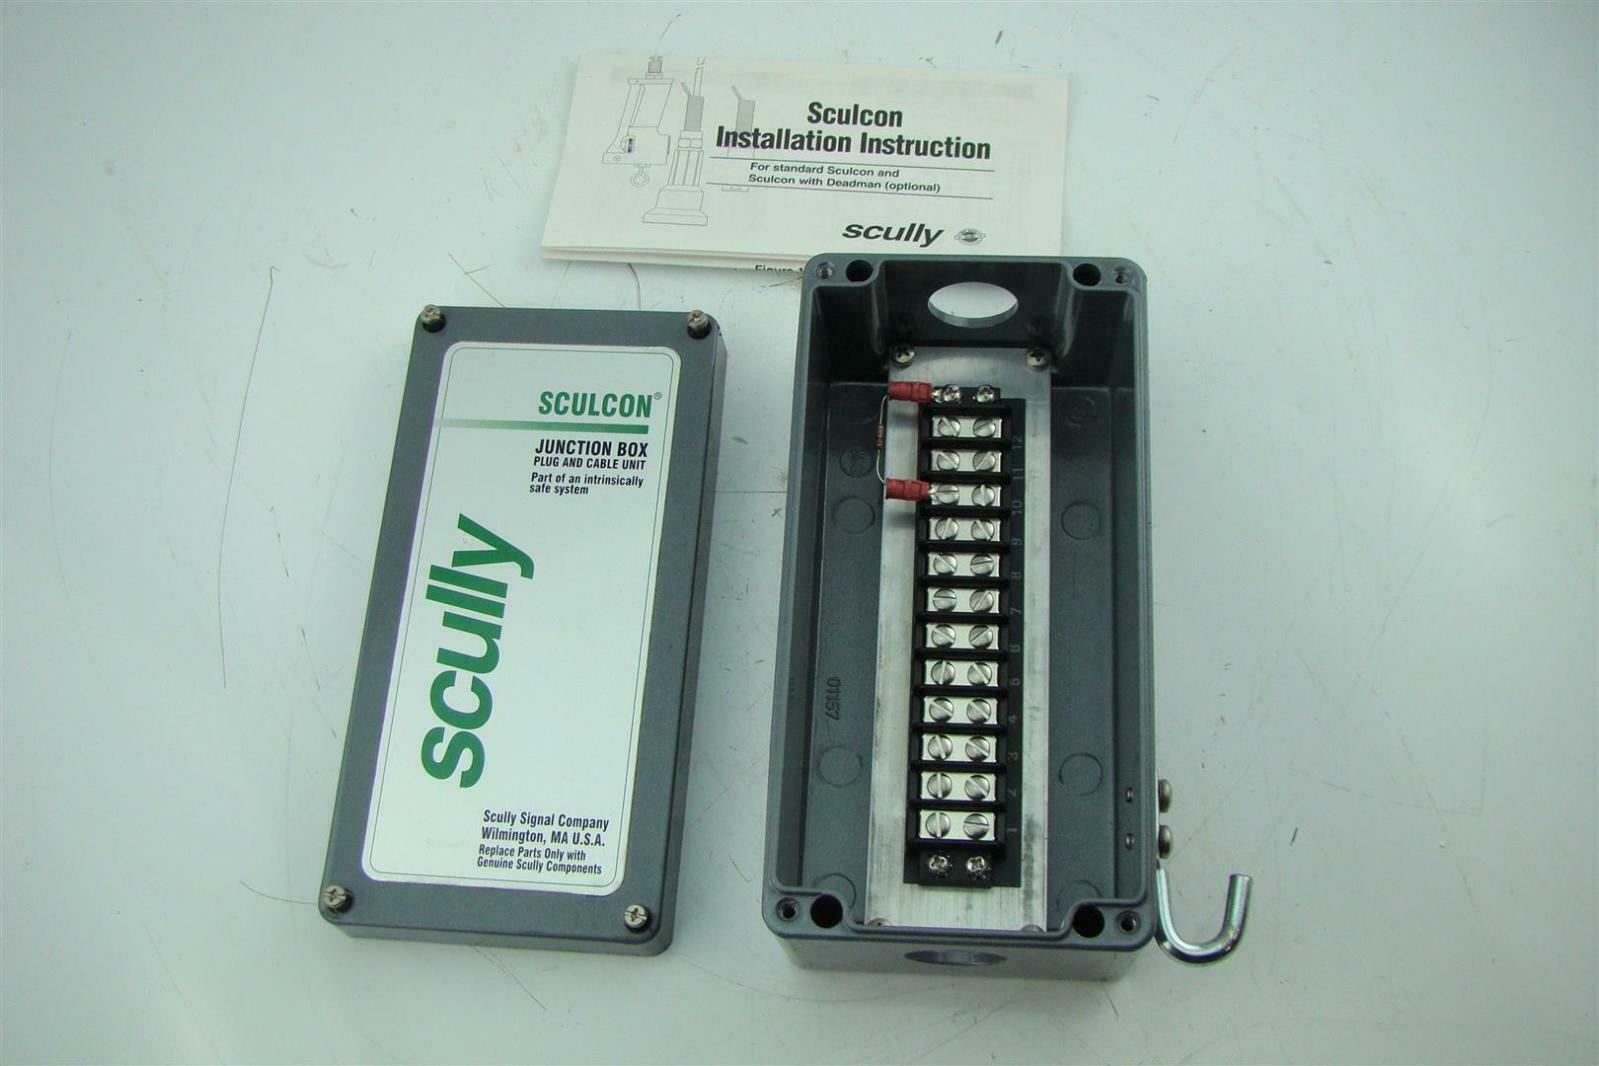 Sculcon
Installation Instruction
For standard Sculcon and
Sculcon with Deadman (optional)
scully
SCULCON®
JUNCTION BOX
PLUG AND CABLE UNIT
Part of an intrinsically
safe system
scully
Scully Signal Company
Wilmington, MA U.S.A.
Replace Parts Only with
Genuine Scully Components
12
11
10
9
8
7
6
5
4
3
2
1
01157